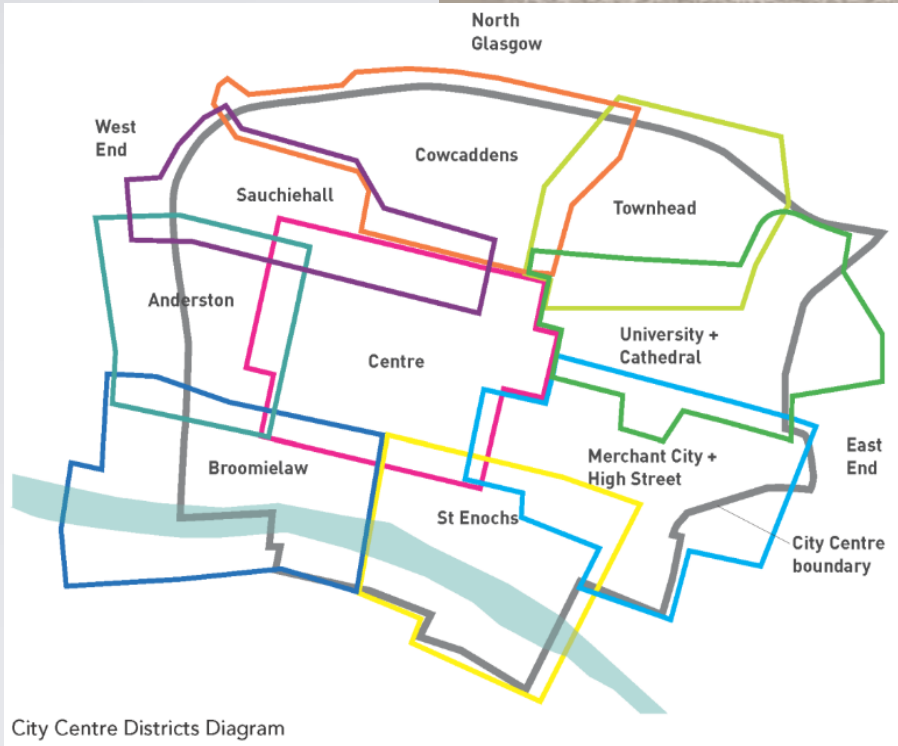 North
Glasgow
West
End
Cowcaddens
Sauchiehall
Townhead
Anderston
University +
Cathedral
Centre
East
End
Merchant City +
High Street
Broomielaw
St Enochs
City Centre
boundary
City Centre Districts Diagram